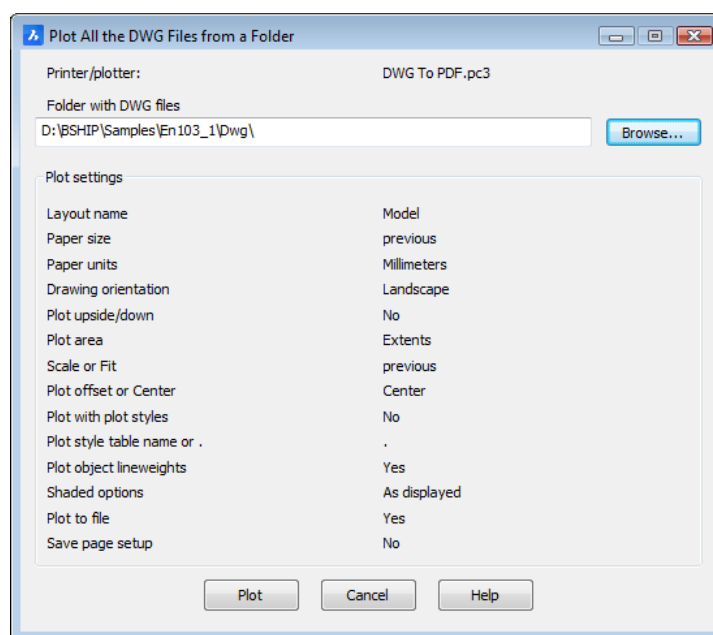 Plot All the DWG Files from a Folder
Printer/plotter: DWG To PDF.pc3
Folder with DWG files
D:\BSHIP\Samples\En103_1\Dwg\ Browse...
Plot settings
Layout name Model
Paper size previous
Paper units Millimeters
Drawing orientation Landscape
Plot upside/down No
Plot area Extents
Scale or Fit previous
Plot offset or Center Center
Plot with plot styles No
Plot style table name or . .
Plot object lineweights Yes
Shaded options As displayed
Plot to file Yes
Save page setup No
Plot Cancel Help